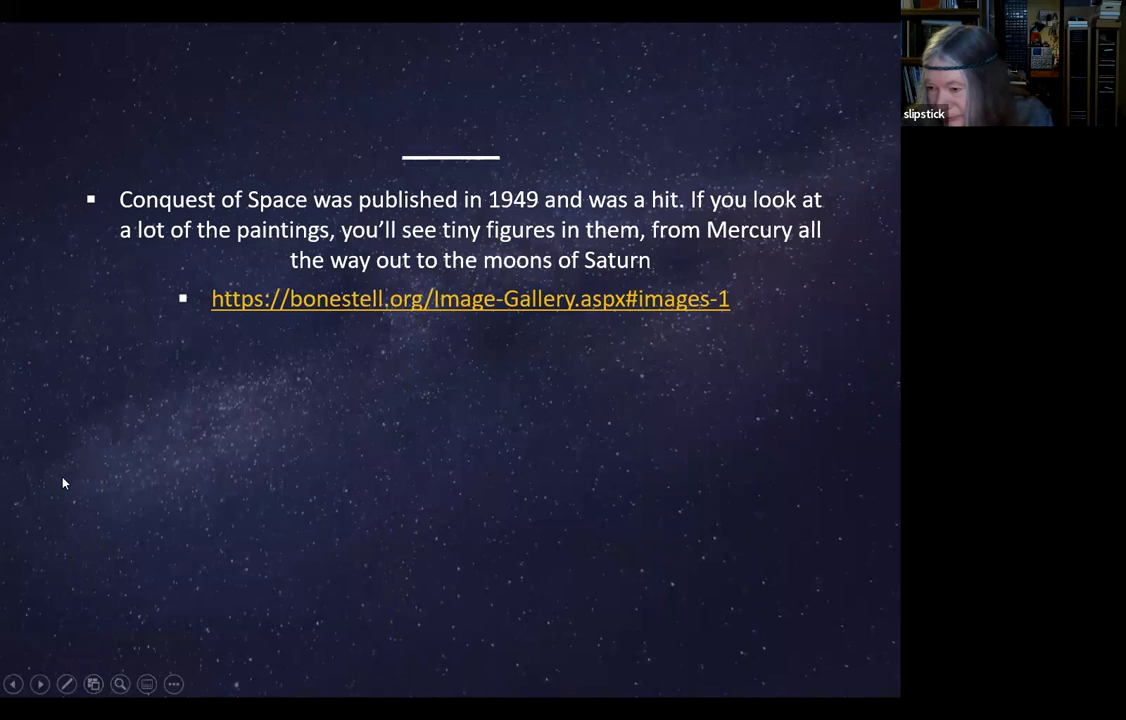 ▪ Conquest of Space was published in 1949 and was a hit. If you look at
a lot of the paintings, you'll see tiny figures in them, from Mercury all
the way out to the moons of Saturn
▪ https://bonestell.org/Image-Gallery.aspx#images-1
slipstick